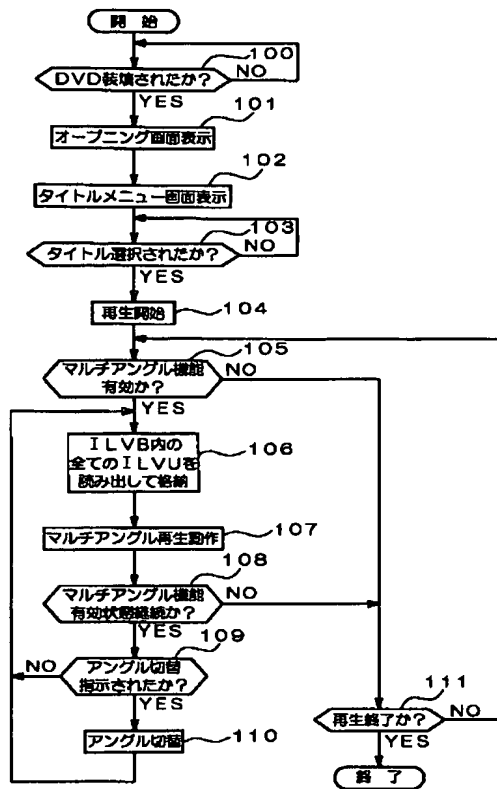 開 始
100
DVD装填されたか?
NO
YES
101
オープニング画面表示
102
タイトルメニュー画面表示
103
タイトル選択されたか?
NO
YES
再生開始
104
105
マルチアングル機能
有効か?
NO
YES
ILVB内の
全てのILVUを
読み出して格納
106
107
マルチアングル再生動作
108
マルチアングル機能
有効状態継続か?
NO
YES
109
アングル切替
指示されたか?
NO
YES
アングル切替
110
111
再生終了か?
NO
YES
終 了